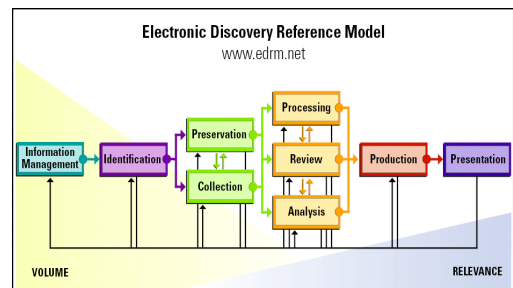 Electronic Discovery Reference Model
www.edrm.net
Processing
Preservation
Information
Management
Identification
Review
Production
Presentation
Collection
Analysis
VOLUME
RELEVANCE